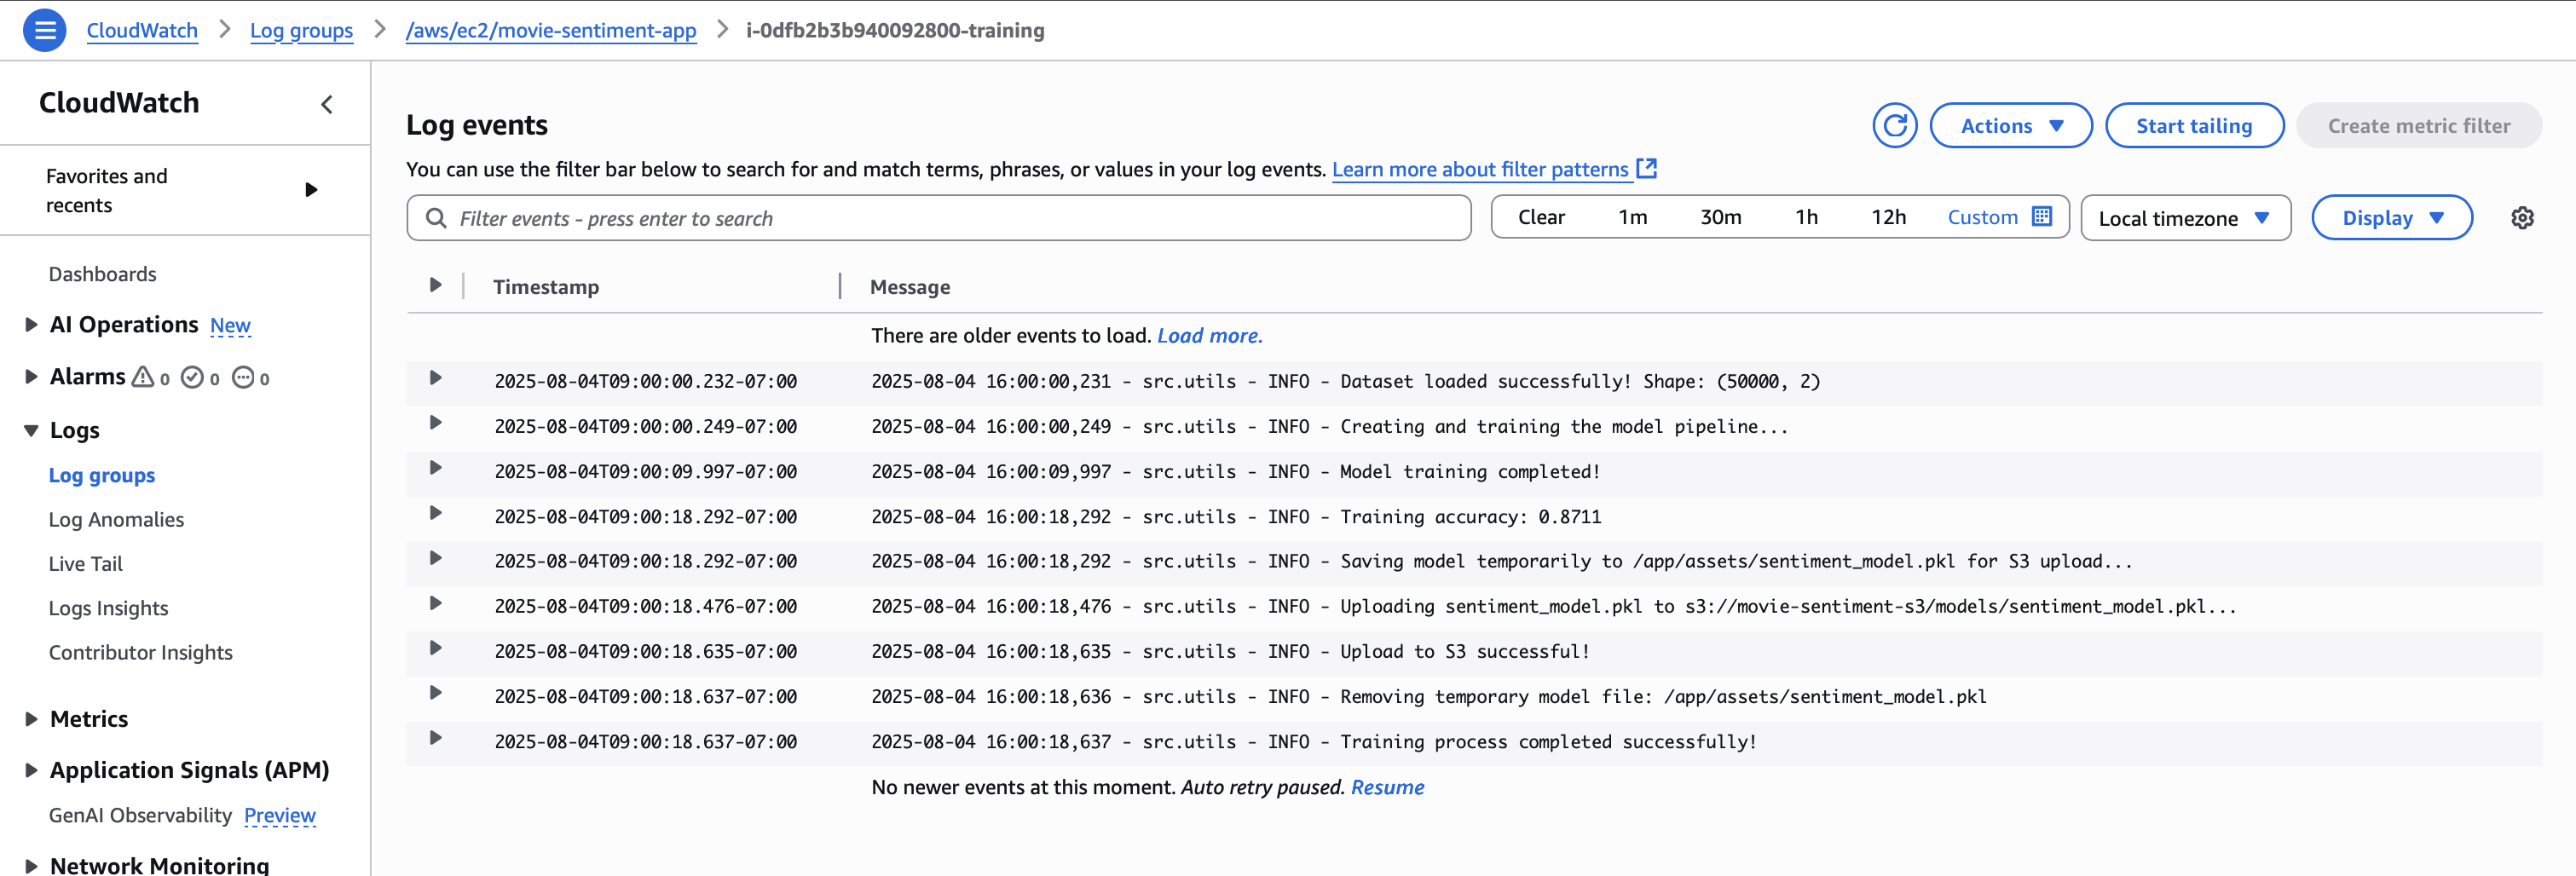 CloudWatch > Log groups > /aws/ec2/movie-sentiment-app > i-0dfb2b3b940092800-training
CloudWatch
Favorites and
recents
Dashboards
AI Operations New
Alarms 0 0 0
Logs
Log groups
Log Anomalies
Live Tail
Logs Insights
Contributor Insights
Metrics
Application Signals (APM)
GenAI Observability Preview
Network Monitoring
Log events
Actions Start tailing Create metric filter
You can use the filter bar below to search for and match terms, phrases, or values in your log events. Learn more about filter patterns
Filter events - press enter to search Clear 1m 30m 1h 12h Custom Local timezone Display
Timestamp Message
There are older events to load. Load more.
2025-08-04T09:00:00.232-07:00 2025-08-04 16:00:00,231 - src.utils - INFO - Dataset loaded successfully! Shape: (50000, 2)
2025-08-04T09:00:00.249-07:00 2025-08-04 16:00:00,249 - src.utils - INFO - Creating and training the model pipeline...
2025-08-04T09:00:09.997-07:00 2025-08-04 16:00:09,997 - src.utils - INFO - Model training completed!
2025-08-04T09:00:18.292-07:00 2025-08-04 16:00:18,292 - src.utils - INFO - Training accuracy: 0.8711
2025-08-04T09:00:18.292-07:00 2025-08-04 16:00:18,292 - src.utils - INFO - Saving model temporarily to /app/assets/sentiment_model.pkl for S3 upload...
2025-08-04T09:00:18.476-07:00 2025-08-04 16:00:18,476 - src.utils - INFO - Uploading sentiment_model.pkl to s3://movie-sentiment-s3/models/sentiment_model.pkl...
2025-08-04T09:00:18.635-07:00 2025-08-04 16:00:18,635 - src.utils - INFO - Upload to S3 successful!
2025-08-04T09:00:18.637-07:00 2025-08-04 16:00:18,636 - src.utils - INFO - Removing temporary model file: /app/assets/sentiment_model.pkl
2025-08-04T09:00:18.637-07:00 2025-08-04 16:00:18,637 - src.utils - INFO - Training process completed successfully!
No newer events at this moment. Auto retry paused. Resume